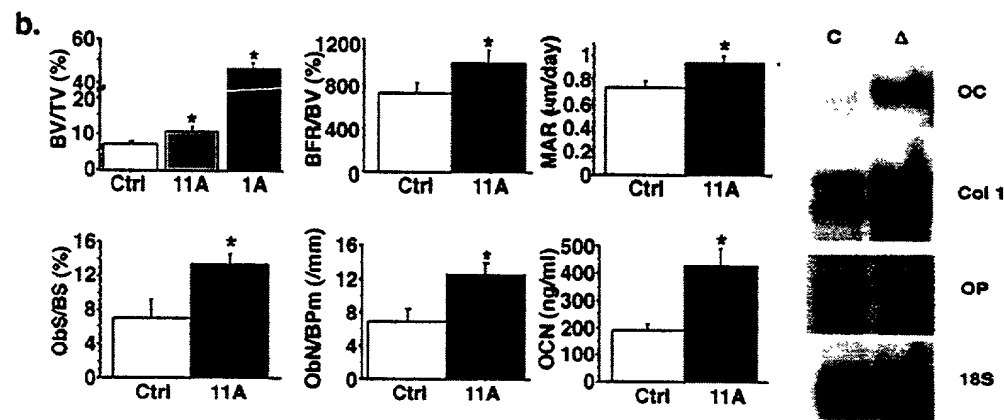 b.
BV/TV (%)
60
40
20
10
0
*
*
Ctrl
11A
1A
BFR/BV (%)
1200
800
400
*
Ctrl
11A
MAR (μm/day)
1
0.8
0.6
0.4
0.2
0
*
Ctrl
11A
C Δ
OC
Col 1
OP
18S
ObS/BS (%)
16
12
8
4
0
*
Ctrl
11A
ObN/BPm (/mm)
16
12
8
4
0
*
Ctrl
11A
OCN (ng/ml)
500
400
300
200
100
0
*
Ctrl
11A